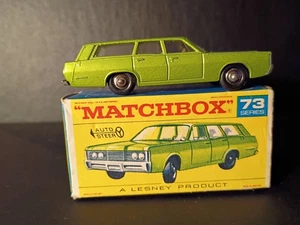 "MATCHBOX"
73
SERIES
AUTO
STEER
A LESNEY PRODUCT